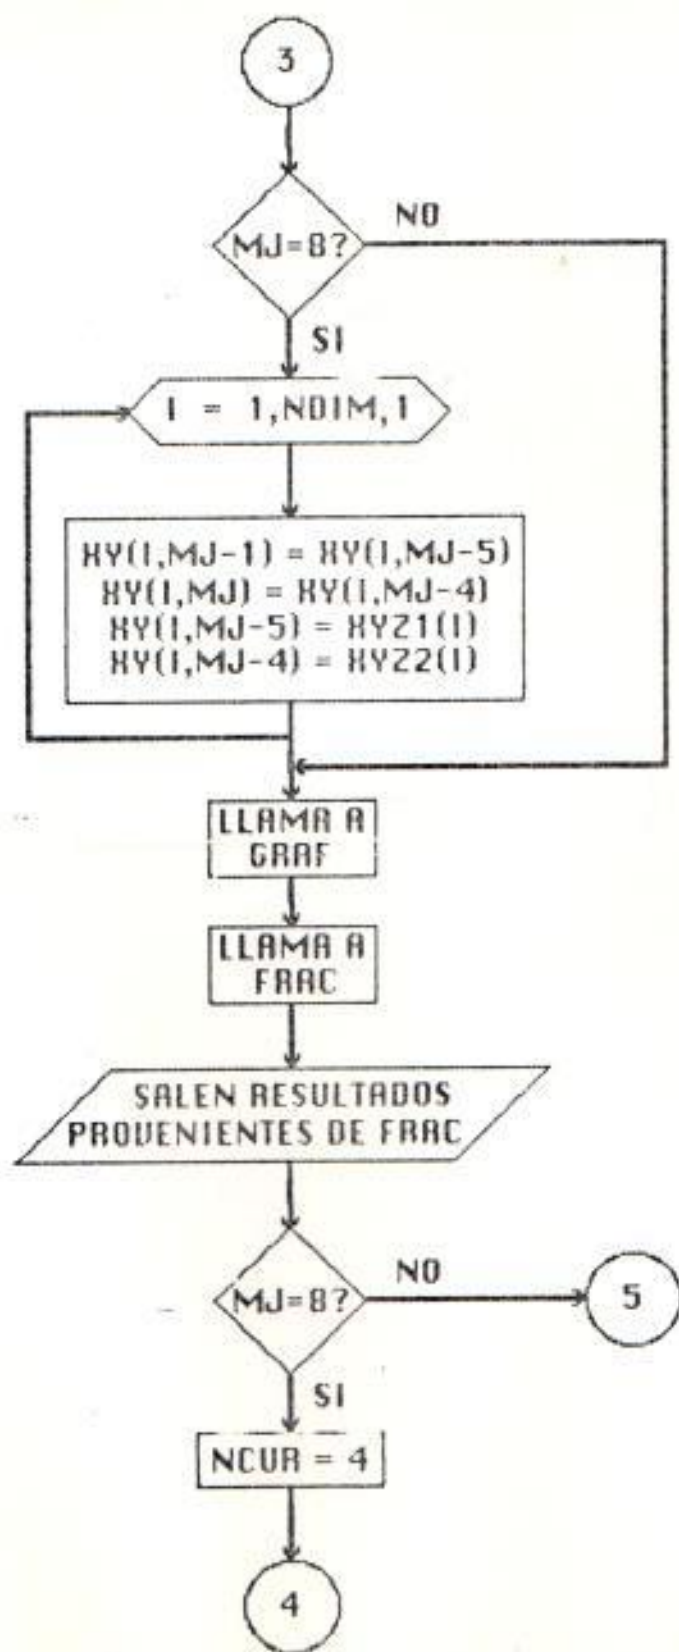 3
MJ=8?
NO
SI
I = 1,NDIM,1
XY(I,MJ-1) = XY(I,MJ-5)
XY(I,MJ) = XY(I,MJ-4)
XY(I,MJ-5) = XYZ1(I)
XY(I,MJ-4) = XYZ2(I)
LLAMA A
GRAF
LLAMA A
FRAC
SALEN RESULTADOS
PROVENIENTES DE FRAC
MJ=8?
NO
5
SI
NCUR = 4
4